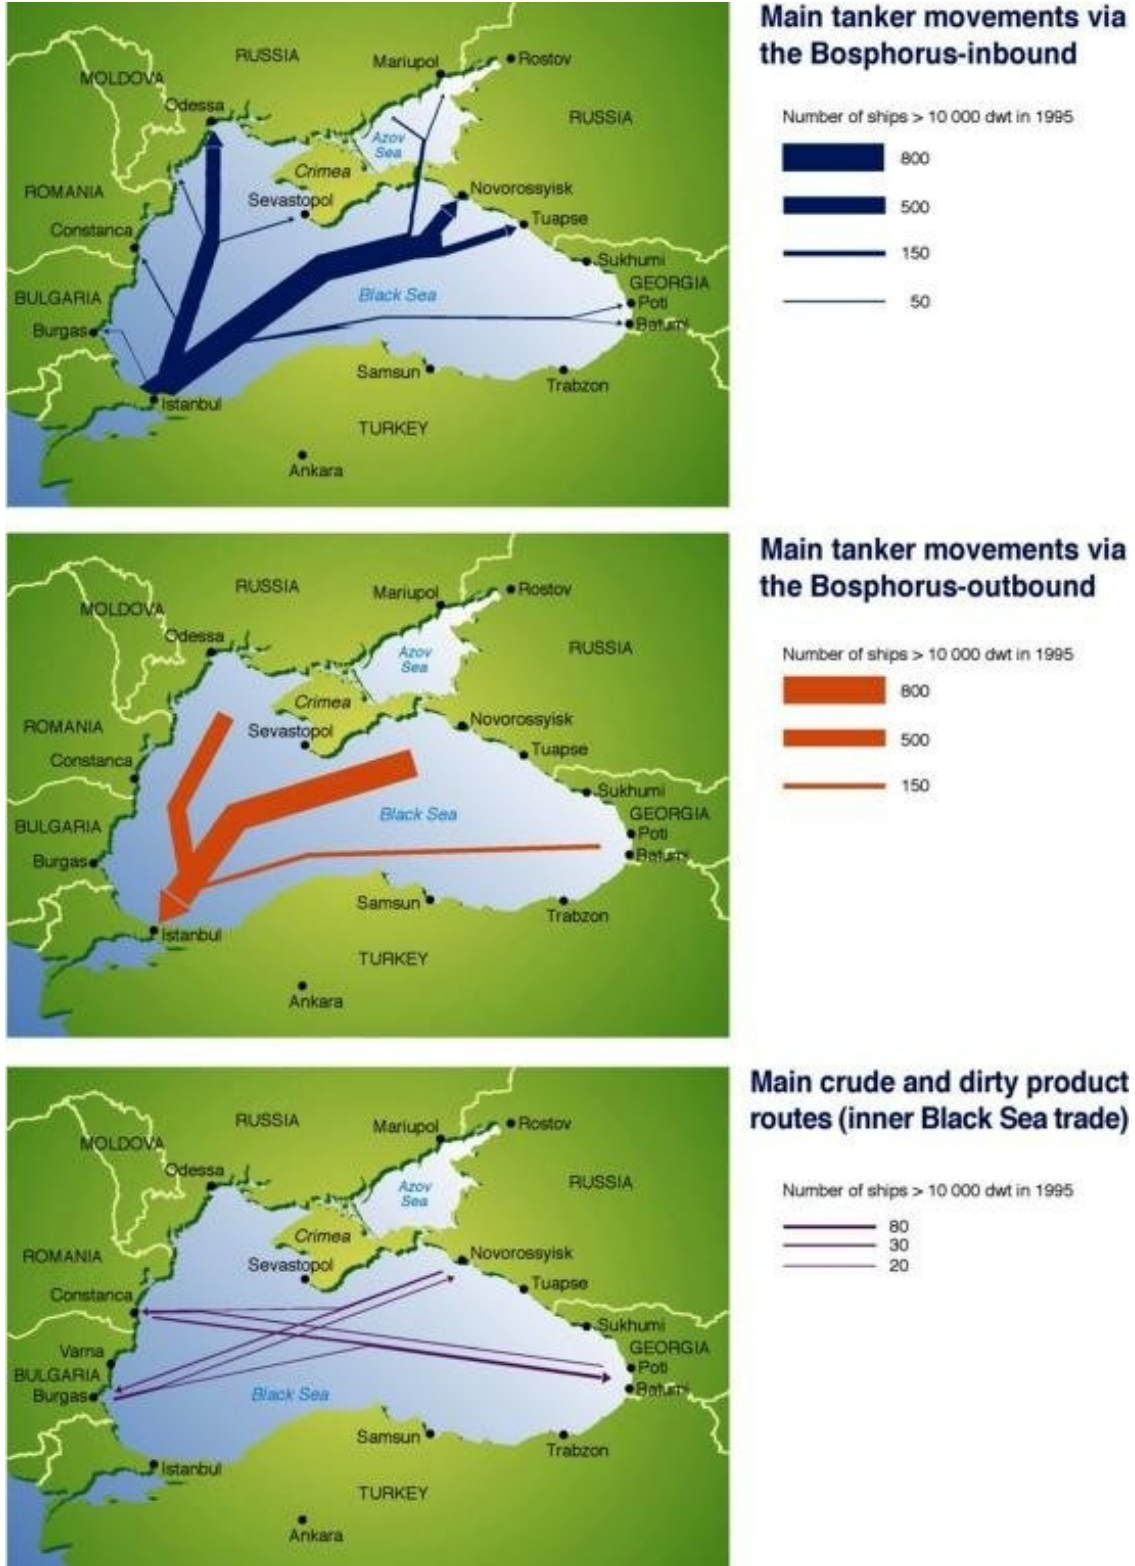 Main tanker movements via
the Bosphorus-inbound
Number of ships > 10 000 dwt in 1995
800
500
150
50
RUSSIA
Mariupol
Rostov
MOLDOVA
Odessa
RUSSIA
Azov
Sea
Crimea
ROMANIA
Novorossyisk
Sevastopol
Tuapse
Constanca
Sukhumi
GEORGIA
BULGARIA
Black Sea
Poti
Burgas
Batumi
Samsun
Trabzon
Istanbul
TURKEY
Ankara
Main tanker movements via
the Bosphorus-outbound
Number of ships > 10 000 dwt in 1995
800
500
150
RUSSIA
Mariupol
Rostov
MOLDOVA
Odessa
RUSSIA
Azov
Sea
Crimea
ROMANIA
Novorossyisk
Sevastopol
Tuapse
Constanca
Sukhumi
GEORGIA
Black Sea
BULGARIA
Poti
Burgas
Batumi
Samsun
Trabzon
Istanbul
TURKEY
Ankara
Main crude and dirty product
routes (inner Black Sea trade)
Number of ships > 10 000 dwt in 1995
80
30
20
RUSSIA
Mariupol
Rostov
MOLDOVA
Odessa
RUSSIA
Azov
Sea
Crimea
ROMANIA
Novorossyisk
Sevastopol
Tuapse
Constanca
Sukhumi
Varna
GEORGIA
BULGARIA
Poti
Burgas
Black Sea
Batumi
Samsun
Trabzon
Istanbul
TURKEY
Ankara